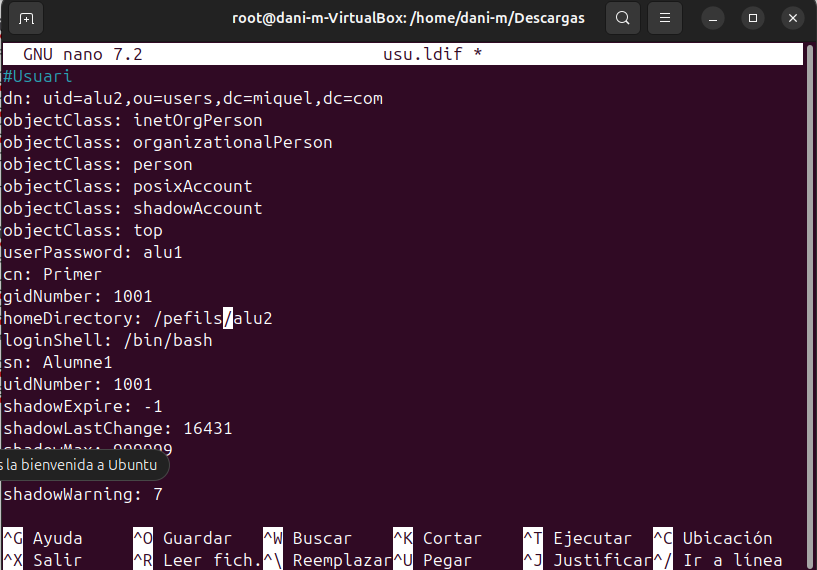 root@dani-m-VirtualBox: /home/dani-m/Descargas
GNU nano 7.2 usu.ldif *
#Usuari
dn: uid=alu2,ou=users,dc=miquel,dc=com
objectClass: inetOrgPerson
objectClass: organizationalPerson
objectClass: person
objectClass: posixAccount
objectClass: shadowAccount
objectClass: top
userPassword: alu1
cn: Primer
gidNumber: 1001
homeDirectory: /pefils/alu2
loginShell: /bin/bash
sn: Alumne1
uidNumber: 1001
shadowExpire: -1
shadowLastChange: 16431
shadowMax: 999999
la bienvenida a Ubuntu
shadowWarning: 7
^G Ayuda ^O Guardar ^W Buscar ^K Cortar ^T Ejecutar ^C Ubicación
^X Salir ^R Leer fich. ^\ Reemplazar ^U Pegar ^J Justificar ^/ Ir a línea